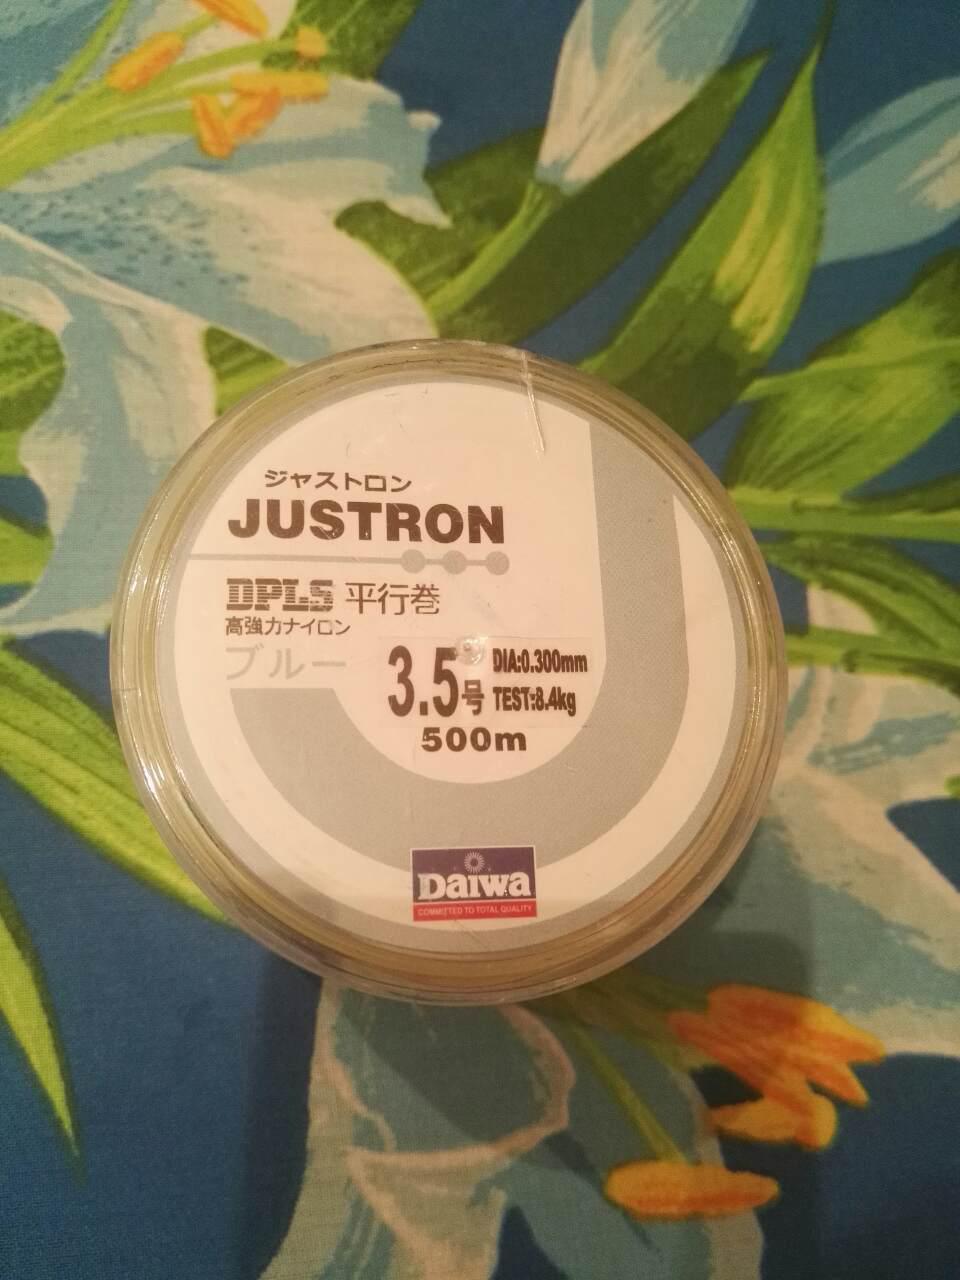 ジャストロン
JUSTRON
DPLS 平行巻
高強力ナイロン
ブルー
3.5号 DIA:0.300mm
TEST:8.4kg
500m
Daiwa
COMMITTED TO TOTAL QUALITY